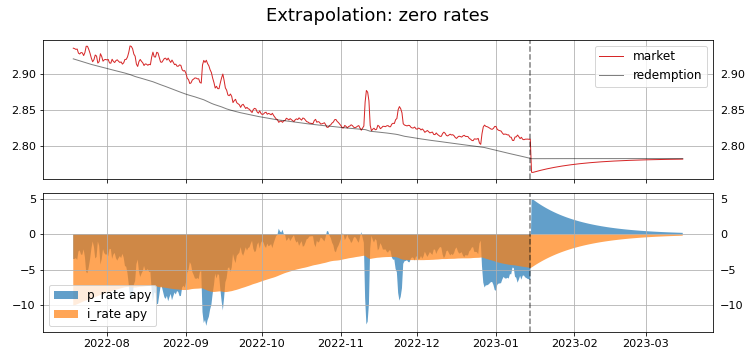 Extrapolation: zero rates
2.90 2.90
2.85 2.85
2.80 2.80
market
redemption
5 5
0 0
−5 −5
−10 −10
p_rate apy
i_rate apy
2022-08 2022-09 2022-10 2022-11 2022-12 2023-01 2023-02 2023-03